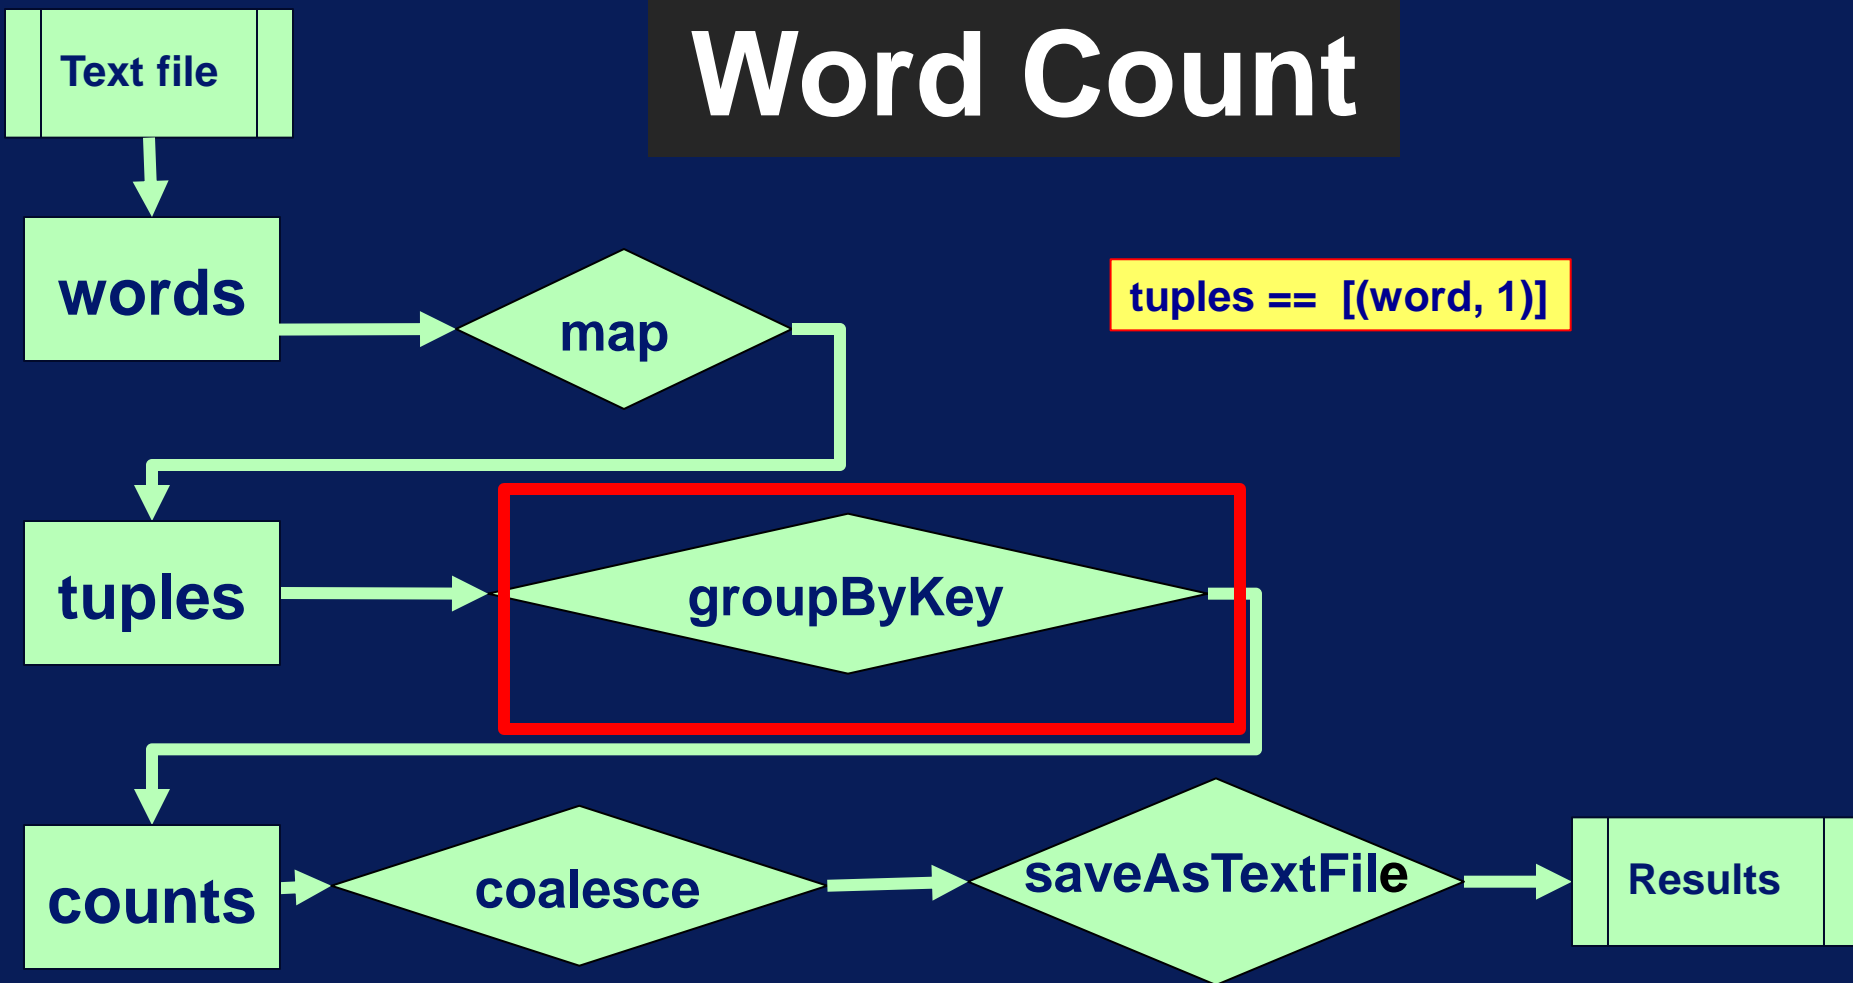 Word Count
Text file
words
map
tuples == [(word, 1)]
tuples
groupByKey
counts
coalesce
saveAsTextFile
Results